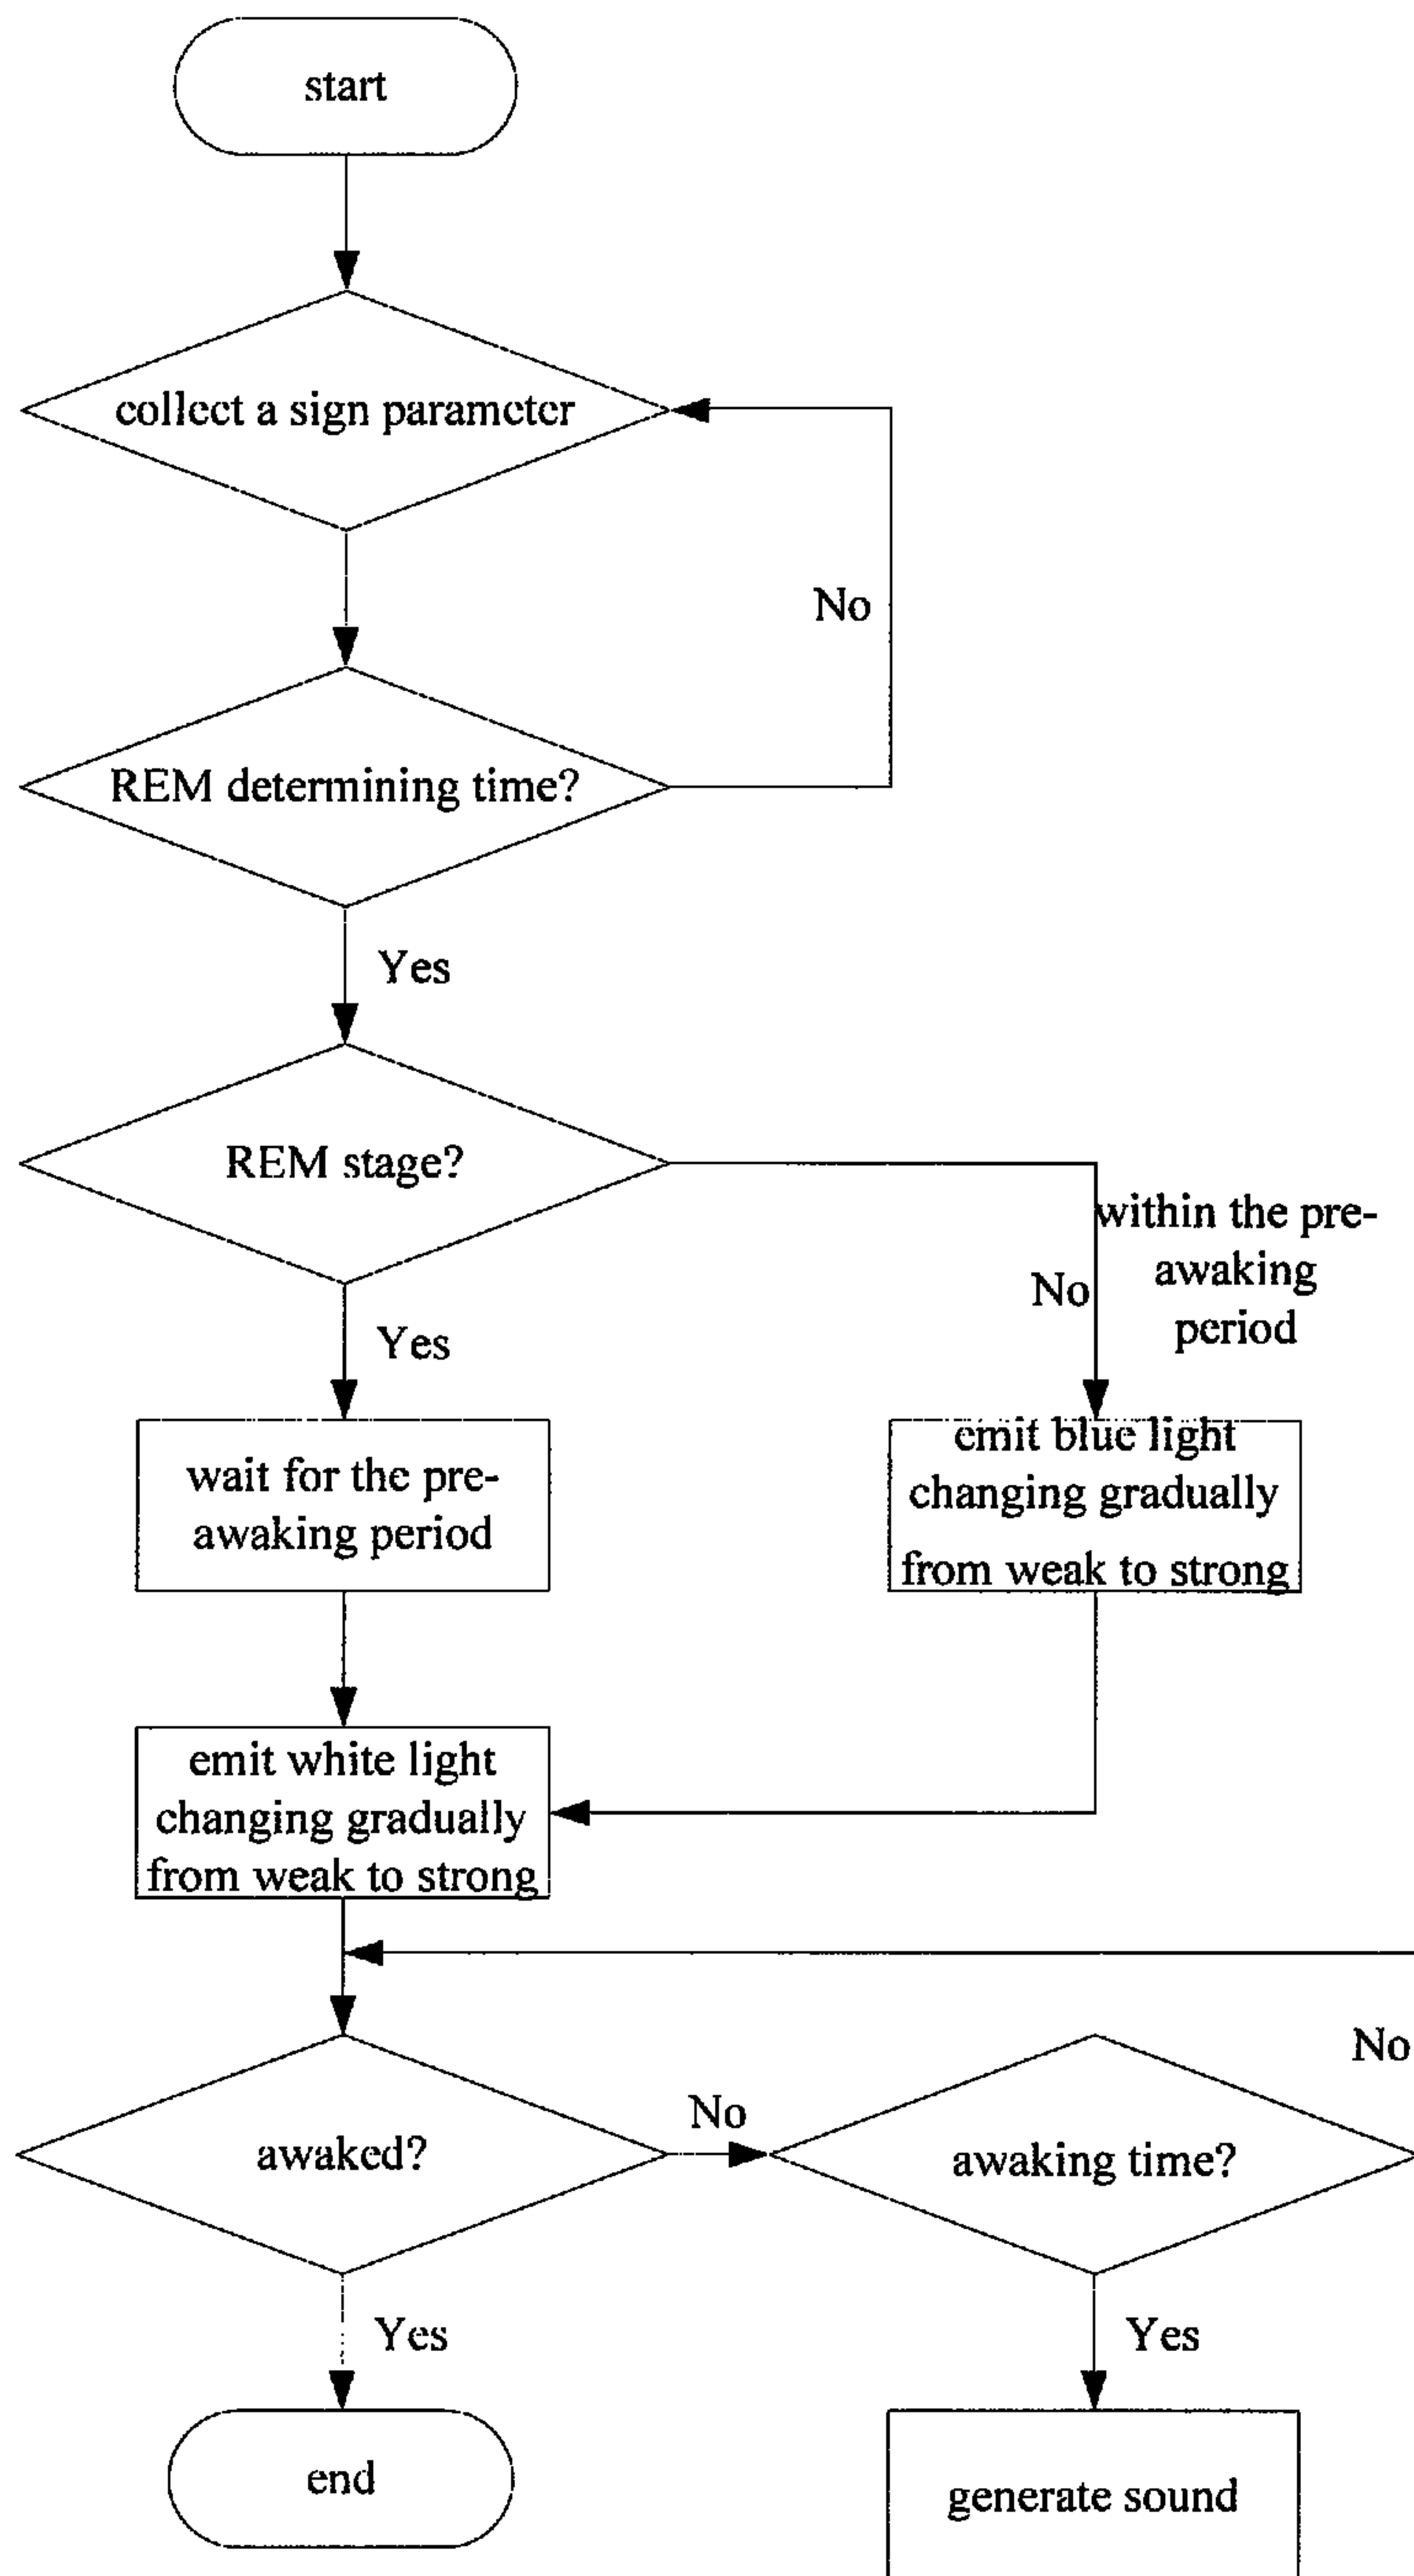 start
collect a sign parameter
No
REM determining time?
Yes
REM stage?
within the pre-
awaking
period
No
Yes
wait for the pre-
awaking period
emit blue light
changing gradually
from weak to strong
emit white light
changing gradually
from weak to strong
No
No
awaked?
awaking time?
Yes
Yes
end
generate sound